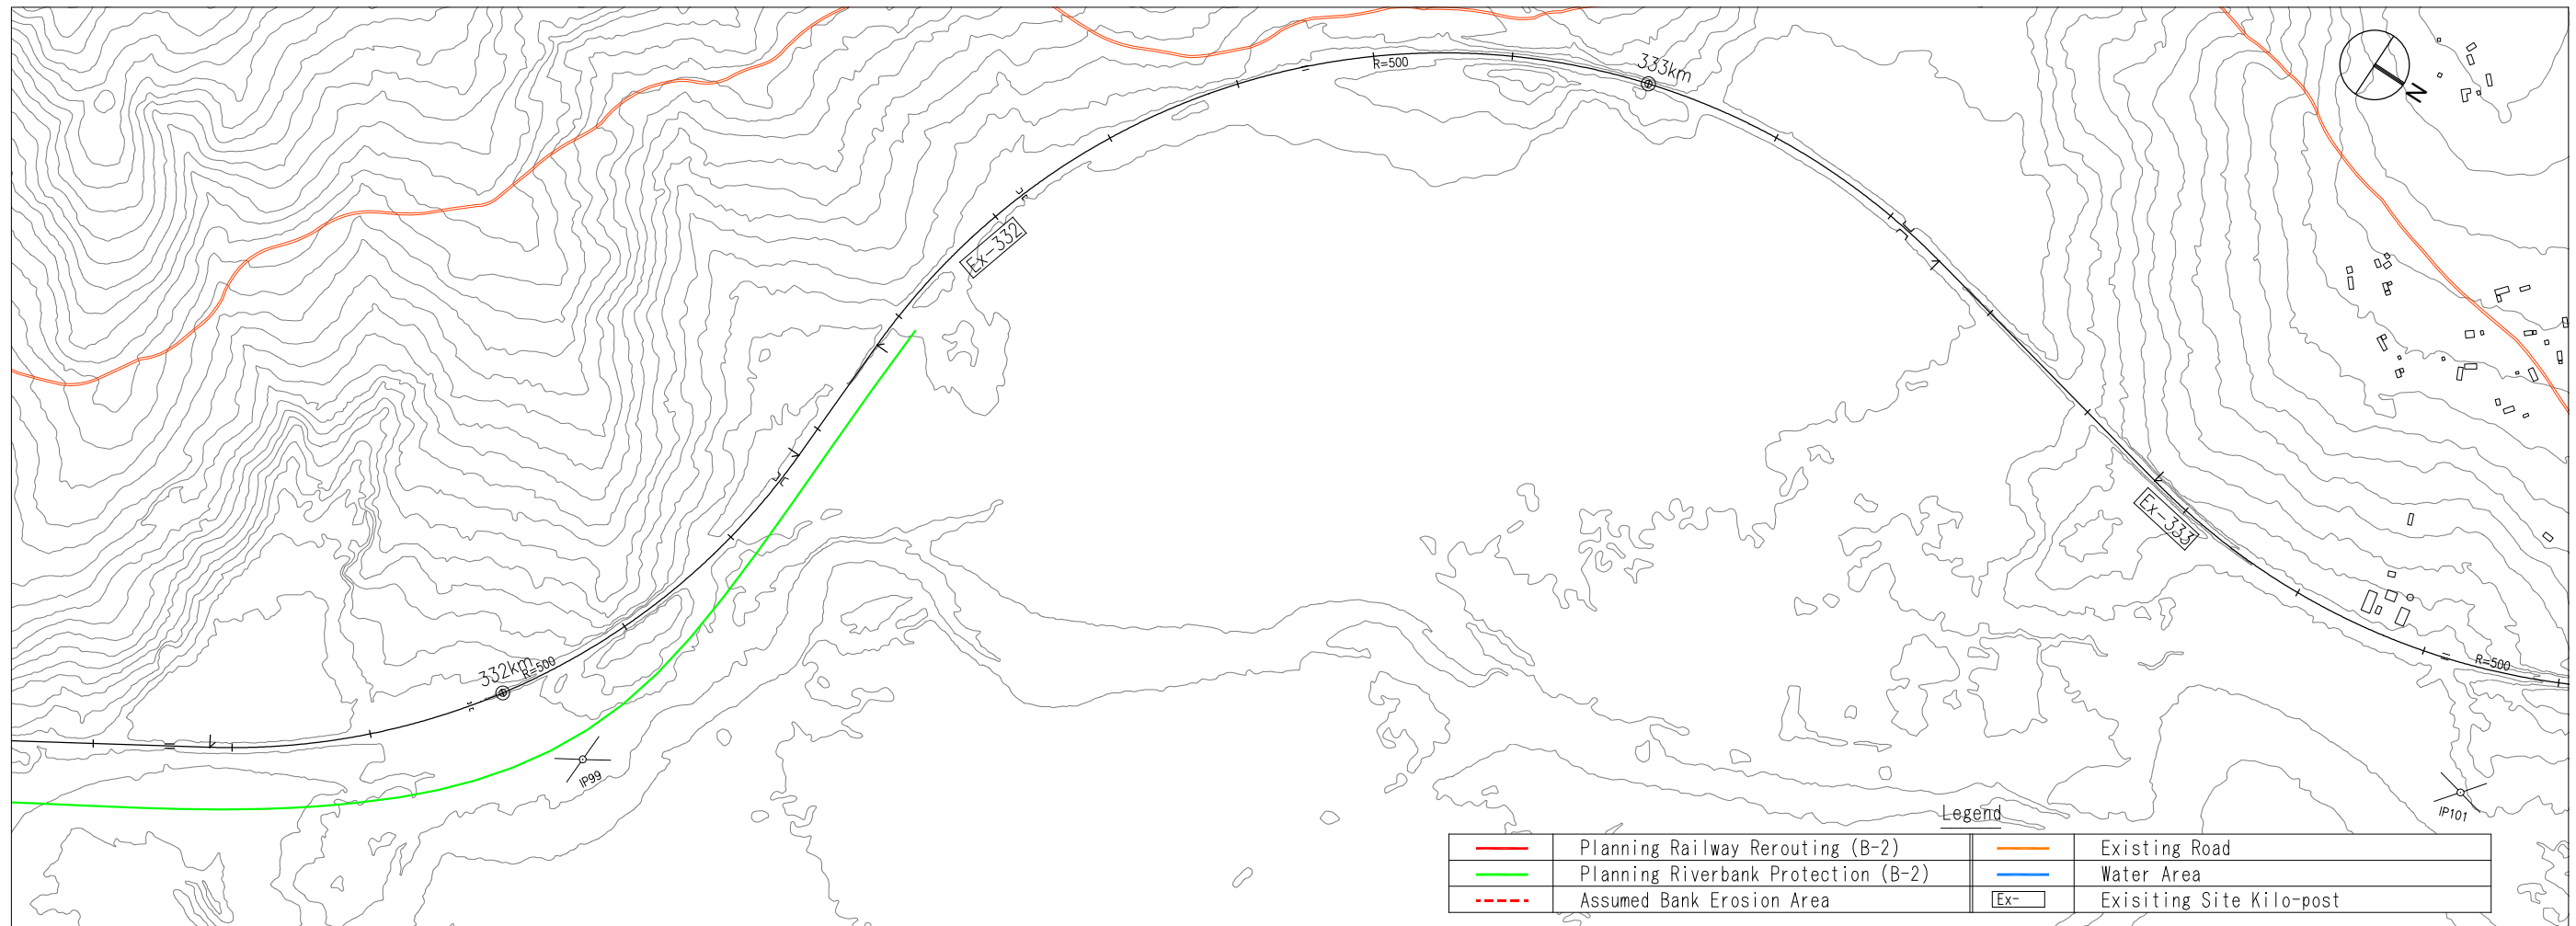 R=500
333km
N
Ex-332
Ex-333
332km
R=500
R=500
IP99
IP101
Legend
Planning Railway Rerouting (B-2)
Existing Road
Planning Riverbank Protection (B-2)
Water Area
Assumed Bank Erosion Area
Ex-
Exisiting Site Kilo-post